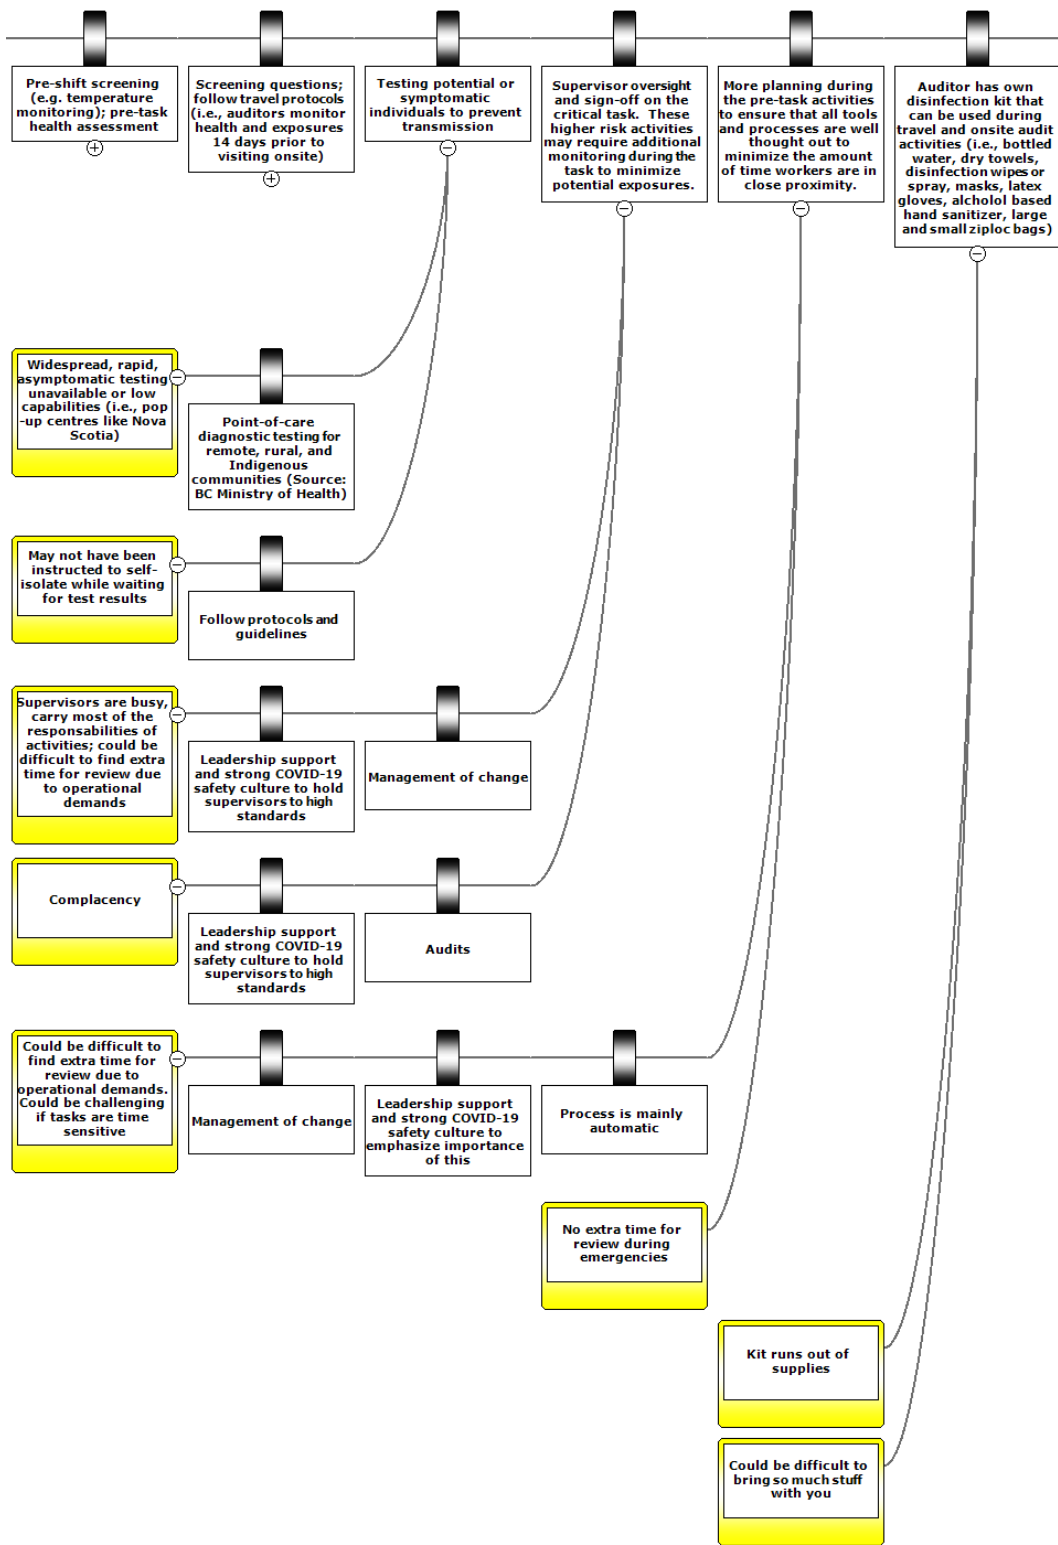 Pre-shift screening
(e.g. temperature
monitoring); pre-task
health assessment
Screening questions;
follow travel protocols
(i.e., auditors monitor
health and exposures
14 days prior to
visiting onsite)
Testing potential or
symptomatic
individuals to prevent
transmission
Supervisor oversight
and sign-off on the
critical task. These
higher risk activities
may require additional
monitoring during the
task to minimize
potential exposures.
More planning during
the pre-task activities
to ensure that all tools
and processes are well
thought out to
minimize the amount
of time workers are in
close proximity.
Auditor has own
disinfection kit that
can be used during
travel and onsite audit
activities (i.e., bottled
water, dry towels,
disinfection wipes or
spray, masks, latex
gloves, alcholol based
hand sanitizer, large
and small ziploc bags)
Widespread, rapid,
asymptomatic testing
unavailable or low
capabilities (i.e., pop
-up centres like Nova
Scotia)
Point-of-care
diagnostic testing for
remote, rural, and
Indigenous
communities (Source:
BC Ministry of Health)
May not have been
instructed to self-
isolate while waiting
for test results
Follow protocols and
guidelines
Supervisors are busy,
carry most of the
responsabilities of
activities; could be
difficult to find extra
time for review due
to operational
demands
Leadership support
and strong COVID-19
safety culture to hold
supervisors to high
standards
Management of change
Complacency
Leadership support
and strong COVID-19
safety culture to hold
supervisors to high
standards
Audits
Could be difficult to
find extra time for
review due to
operational demands.
Could be challenging
if tasks are time
sensitive
Management of change
Leadership support
and strong COVID-19
safety culture to
emphasize importance
of this
Process is mainly
automatic
No extra time for
review during
emergencies
Kit runs out of
supplies
Could be difficult to
bring so much stuff
with you